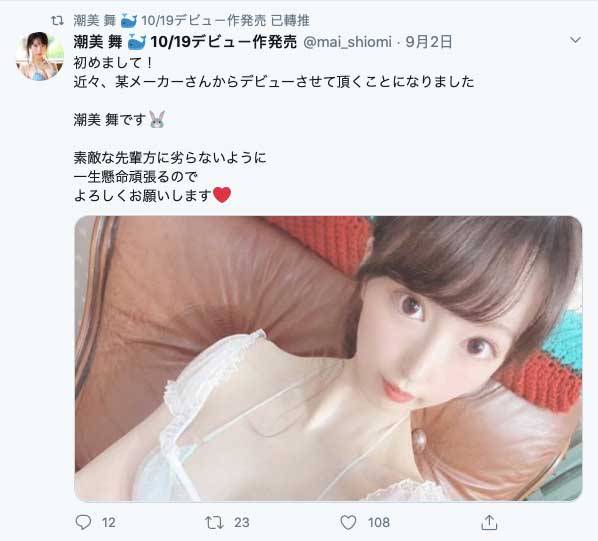 潮美 舞 🐳 10/19デビュー作発売 已轉推
潮美 舞 🐳 10/19デビュー作発売 @mai_shiomi · 9月2日
初めまして！
近々、某メーカーさんからデビューさせて頂くことになりました
潮美 舞です🐰
素敵な先輩方に劣らないように
一生懸命頑張るので
よろしくお願いします❤️
12 23 108